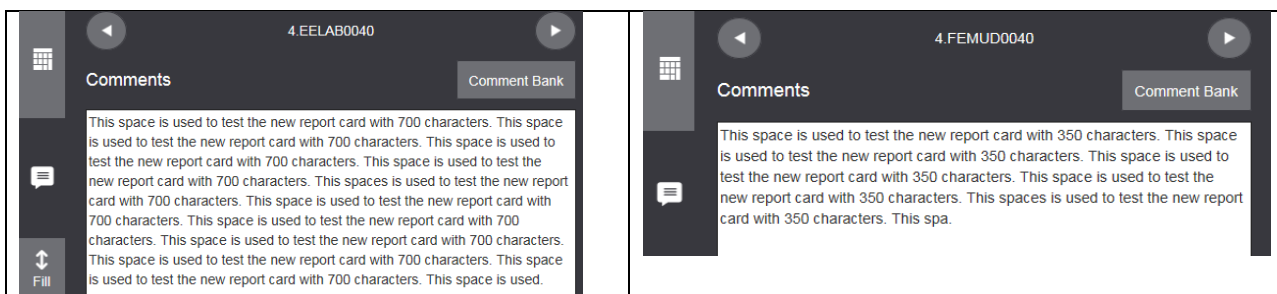 4.EELAB0040
Comments
Comment Bank
This space is used to test the new report card with 700 characters. This space
is used to test the new report card with 700 characters. This space is used to
test the new report card with 700 characters. This space is used to test the
new report card with 700 characters. This spaces is used to test the new report
card with 700 characters. This space is used to test the new report card with
700 characters. This space is used to test the new report card with 700
characters. This space is used to test the new report card with 700 characters.
This space is used to test the new report card with 700 characters. This space
is used to test the new report card with 700 characters. This space is used.
Fill
4.FEMUD0040
Comments
Comment Bank
This space is used to test the new report card with 350 characters. This space
is used to test the new report card with 350 characters. This space is used to
test the new report card with 350 characters. This space is used to test the
new report card with 350 characters. This spaces is used to test the new report
card with 350 characters. This spa.